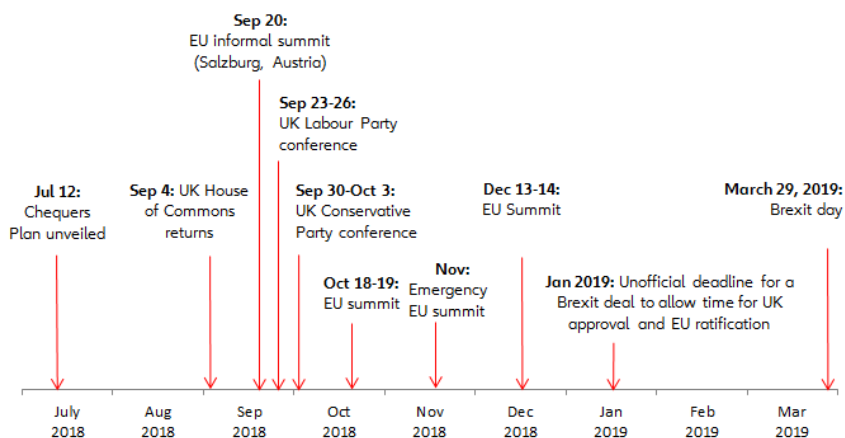 Sep 20:
EU informal summit
(Salzburg, Austria)
Sep 23-26:
UK Labour Party
conference
Jul 12:
Chequers
Plan unveiled
Sep 4: UK House
of Commons
returns
Sep 30-Oct 3:
UK Conservative
Party conference
Oct 18-19:
EU summit
Nov:
Emergency
EU summit
Dec 13-14:
EU Summit
Jan 2019: Unofficial deadline for a
Brexit deal to allow time for UK
approval and EU ratification
March 29, 2019:
Brexit day
July
2018
Aug
2018
Sep
2018
Oct
2018
Nov
2018
Dec
2018
Jan
2019
Feb
2019
Mar
2019